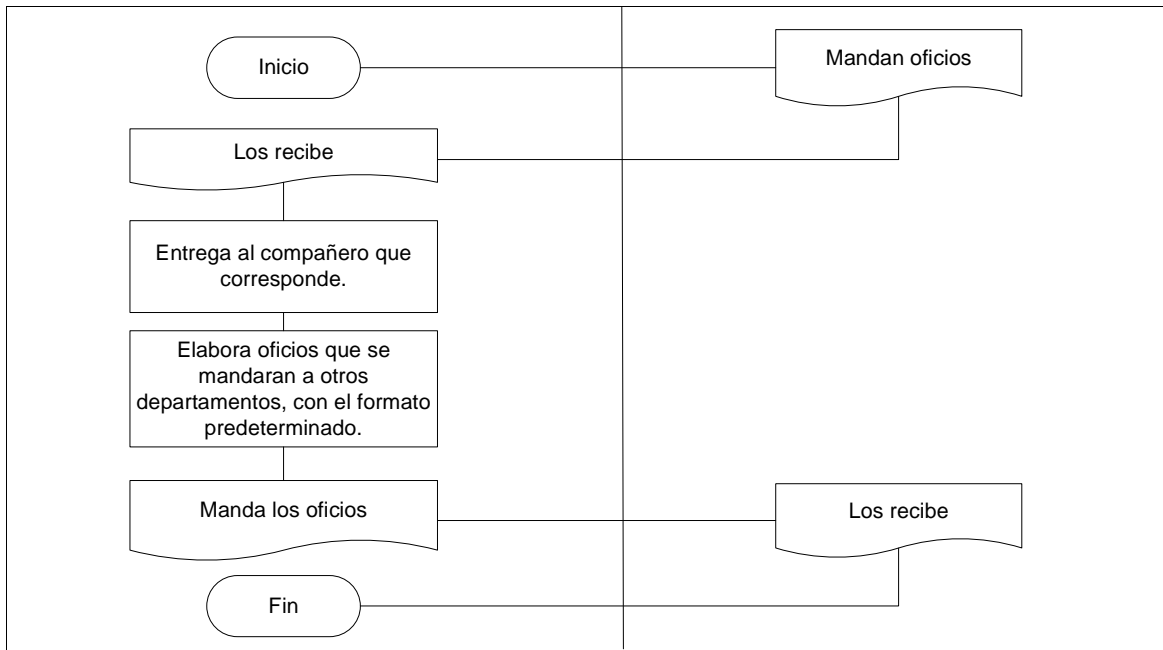 Inicio
Mandan oficios
Los recibe
Entrega al compañero que
corresponde.
Elabora oficios que se
mandaran a otros
departamentos, con el formato
predeterminado.
Manda los oficios
Los recibe
Fin